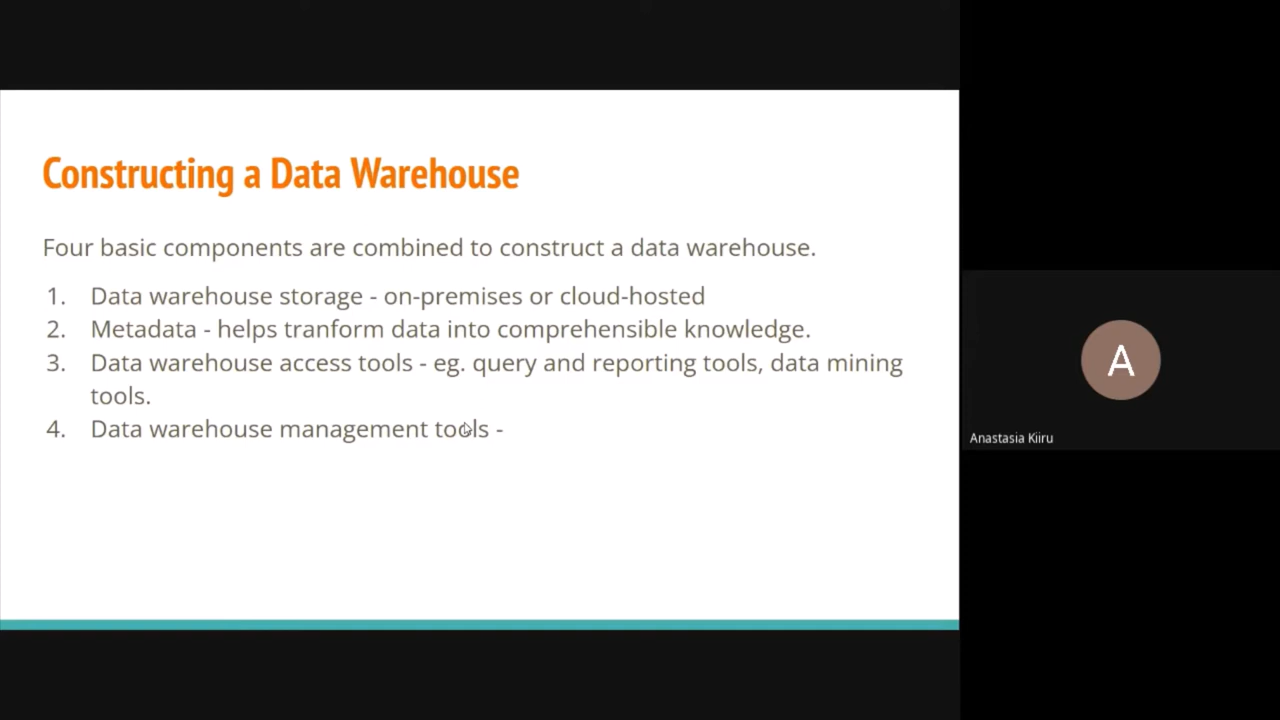 Constructing a Data Warehouse
Four basic components are combined to construct a data warehouse.
1. Data warehouse storage - on-premises or cloud-hosted
2. Metadata - helps tranform data into comprehensible knowledge.
3. Data warehouse access tools - eg. query and reporting tools, data mining
tools.
4. Data warehouse management tools -
A
Anastasia Kiiru